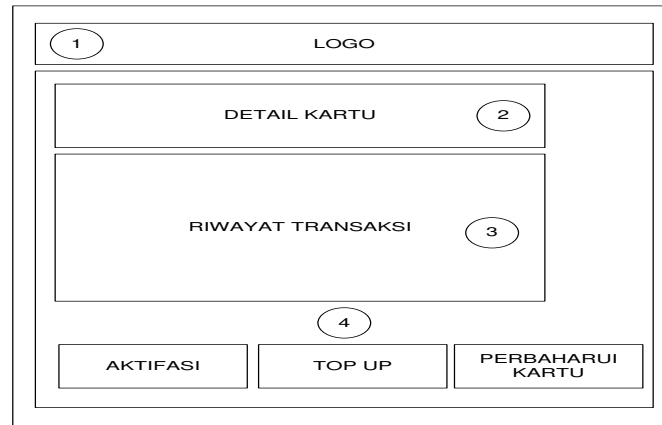 1
LOGO
DETAIL KARTU
2
RIWAYAT TRANSAKSI
3
4
AKTIFASI
TOP UP
PERBAHARUI
KARTU